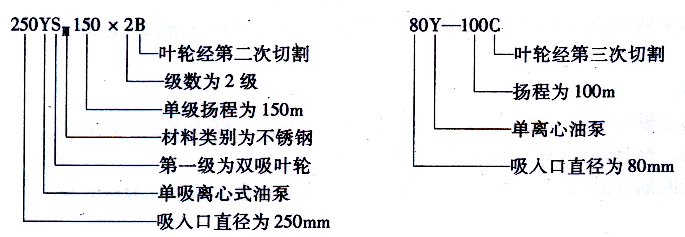 250YSⅢ150×2B
叶轮经第二次切割
级数为2级
单级扬程为150m
材料类别为不锈钢
第一级为双吸叶轮
单吸离心式油泵
吸入口直径为250mm
80Y—100C
叶轮经第三次切割
扬程为100m
单离心油泵
吸入口直径为80mm